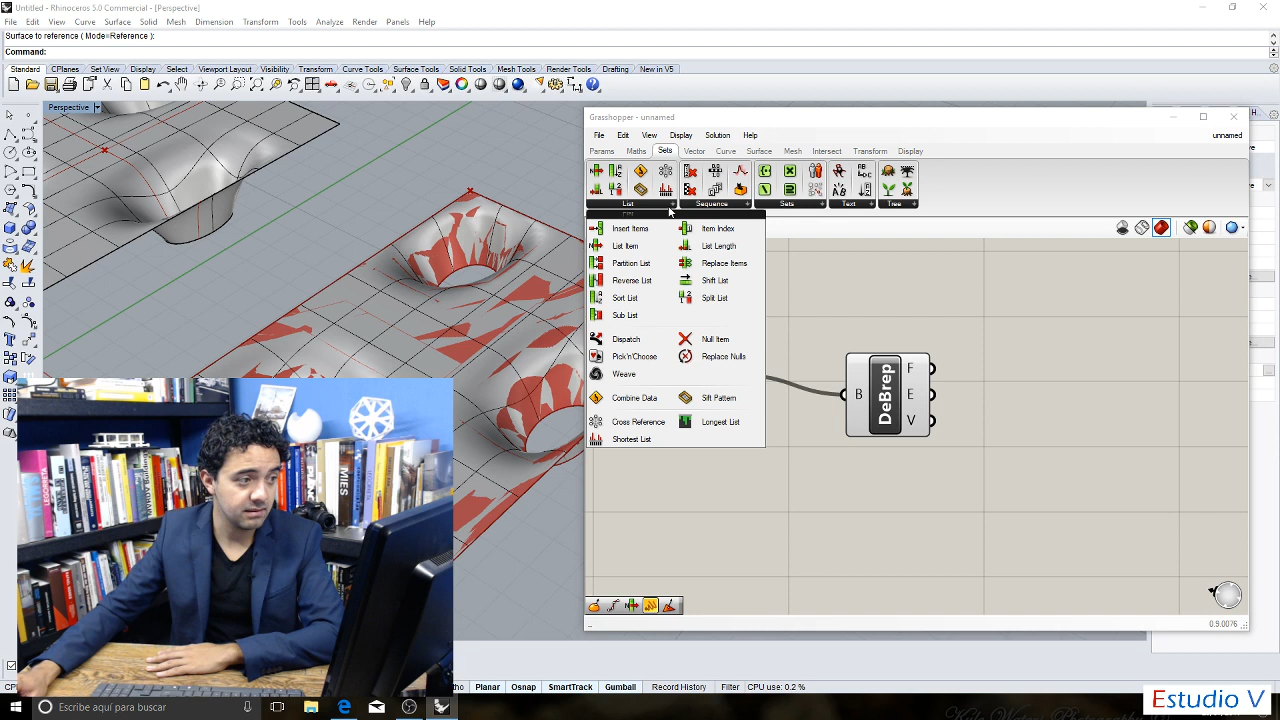 Untitled - Rhinoceros 5.0 Commercial - [Perspective]
File Edit View Curve Surface Solid Mesh Dimension Transform Tools Analyze Render Panels Help
Surface to reference ( Mode=Reference ):
Command:
Standard CPlanes Set View Display Select Viewport Layout Visibility Transform Curve Tools Surface Tools Solid Tools Mesh Tools Render Tools Drafting New in V5
Perspective
Grasshopper - unnamed
File Edit View Display Solution Help unnamed
Params Maths Sets Vector Curve Surface Mesh Intersect Transform Display
List Sequence Sets Text Tree
Insert Items Item Index
List Item List Length
Partition List Replace Items
Reverse List Shift List
Sort List Split List
Sub List
Dispatch Null Item
Pick'n'Choose Replace Nulls
Weave
Combine Data Sift Pattern
Cross Reference Longest List
Shortest List
B DeBrep F E V
MIES
0.9.0076
Planar Osnap SmartTrack Gumball Record History Filter CPU use: 0.2 %
Escribe aquí para buscar
Estudio V